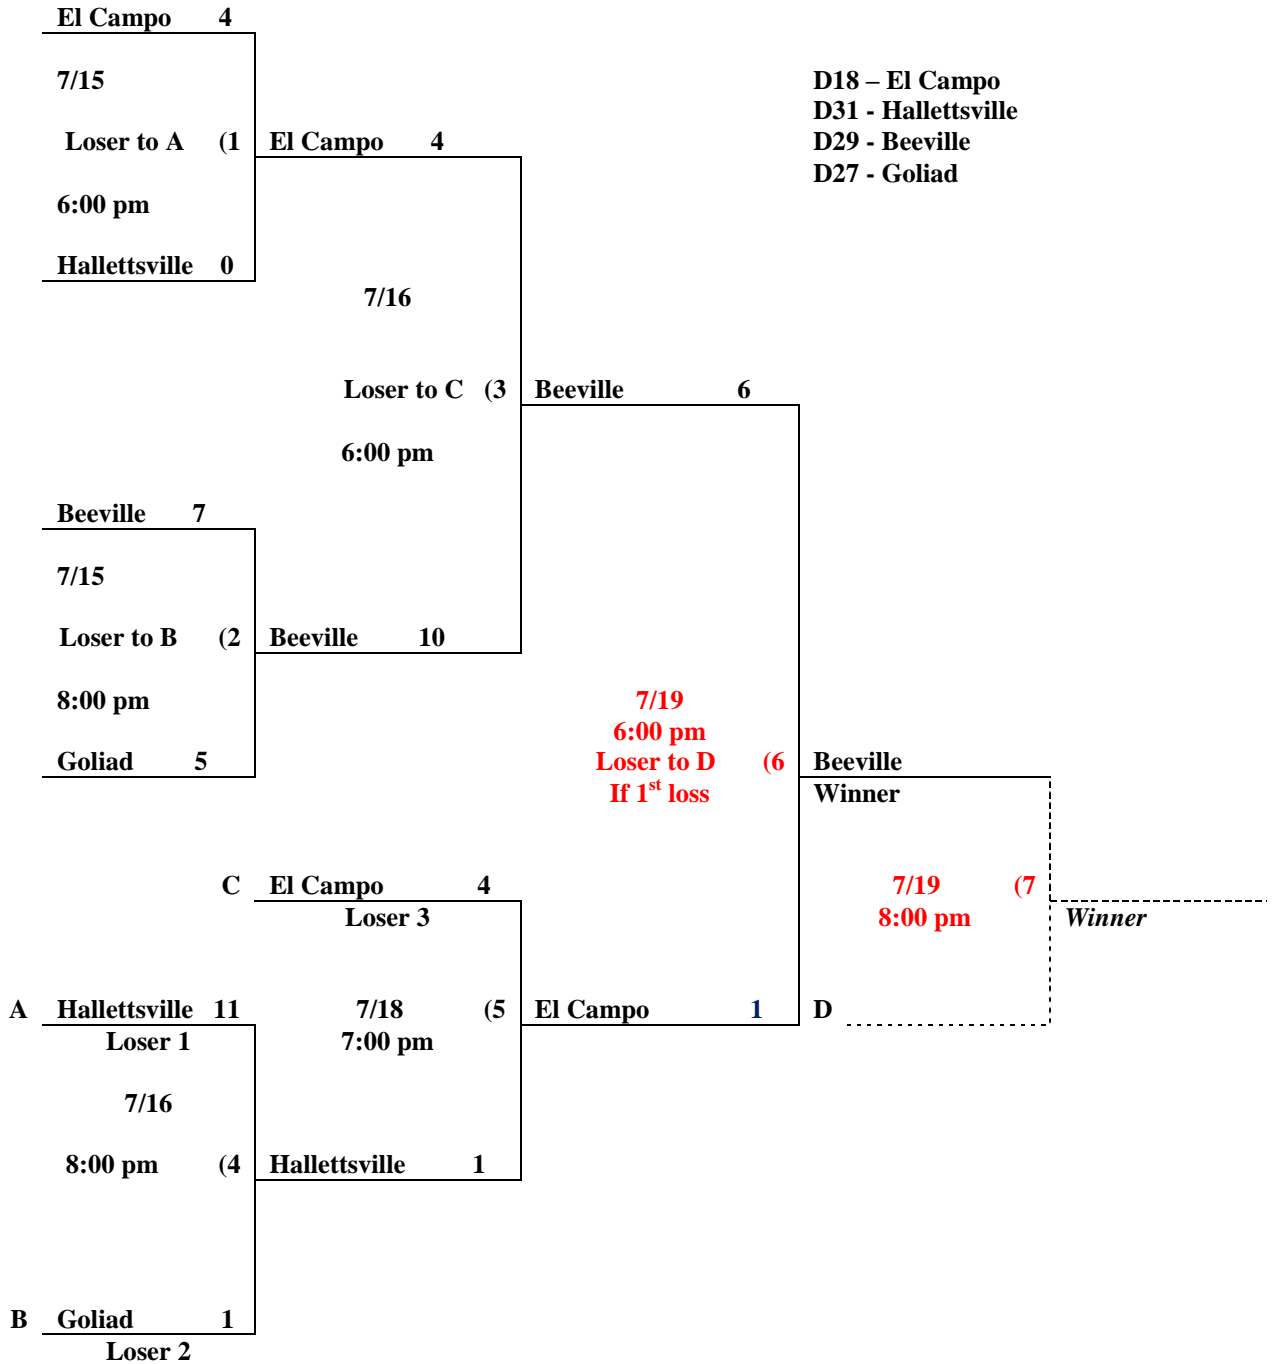 El Campo 4
7/15
D18 – El Campo
D31 - Hallettsville
Loser to A (1 El Campo 4
D29 - Beeville
D27 - Goliad
6:00 pm
Hallettsville 0
7/16
Loser to C (3 Beeville 6
6:00 pm
Beeville 7
7/15
Loser to B (2 Beeville 10
8:00 pm
7/19
6:00 pm
Goliad 5
Loser to D (6 Beeville
If 1st loss
Winner
C El Campo 4
7/19 (7
Loser 3
8:00 pm
Winner
A Hallettsville 11
7/18 (5 El Campo 1 D
Loser 1
7:00 pm
7/16
8:00 pm (4 Hallettsville 1
B Goliad 1
Loser 2